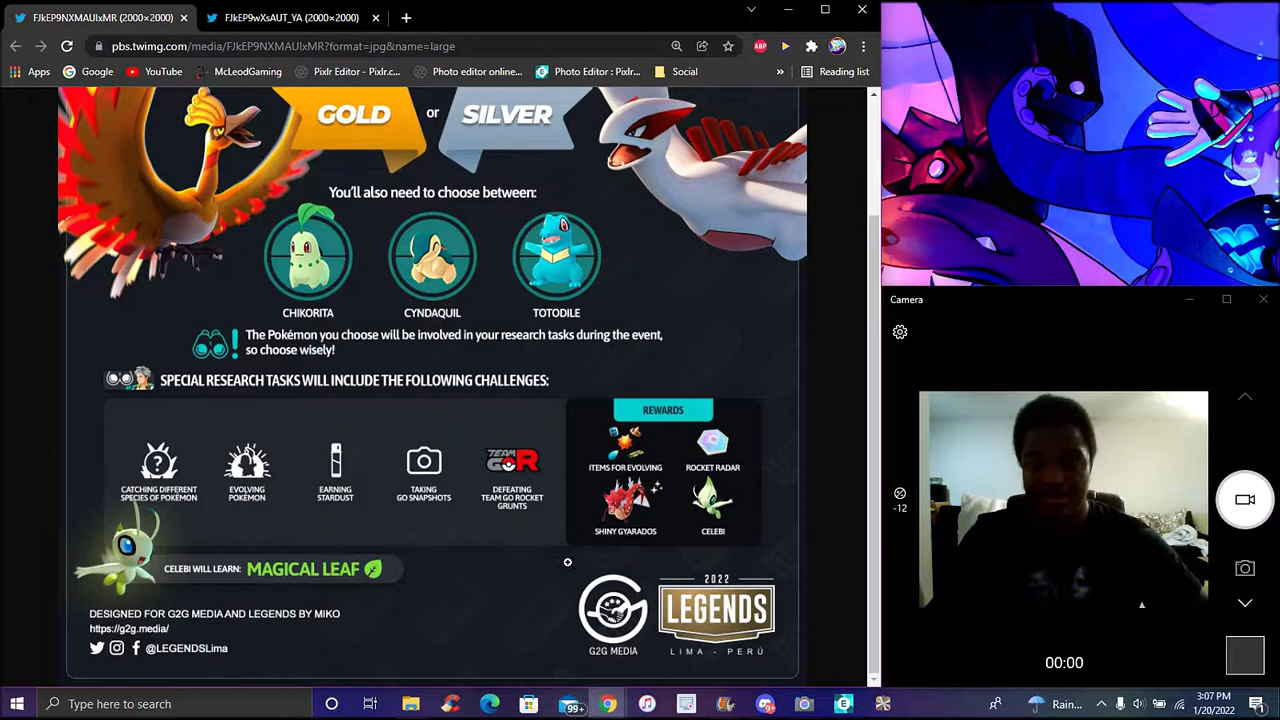 FJkEP9NXMAUlxMR (2000×2000)
FJkEP9wXsAUT_YA (2000×2000)
pbs.twimg.com/media/FJkEP9NXMAUlxMR?format=jpg&name=large
ABP
Apps
Google
YouTube
McLeodGaming
Pixlr Editor - Pixlr.c...
Photo editor online...
Photo Editor : Pixlr...
Social
»
Reading list
GOLD or SILVER
You'll also need to choose between:
CHIKORITA
CYNDAQUIL
TOTODILE
The Pokémon you choose will be involved in your research tasks during the event,
so choose wisely!
SPECIAL RESEARCH TASKS WILL INCLUDE THE FOLLOWING CHALLENGES:
CATCHING DIFFERENT
SPECIES OF POKÉMON
EVOLVING
POKÉMON
EARNING
STARDUST
TAKING
GO SNAPSHOTS
TEAM
GO R
DEFEATING
TEAM GO ROCKET
GRUNTS
REWARDS
ITEMS FOR EVOLVING
ROCKET RADAR
SHINY GYARADOS
CELEBI
CELEBI WILL LEARN: MAGICAL LEAF
DESIGNED FOR G2G MEDIA AND LEGENDS BY MIKO
https://g2g.media/
@LEGENDSLima
G2G MEDIA
2022
LEGENDS
LIMA - PERÚ
Camera
-12
00:00
Type here to search
99+
Rain...
3:07 PM
1/20/2022